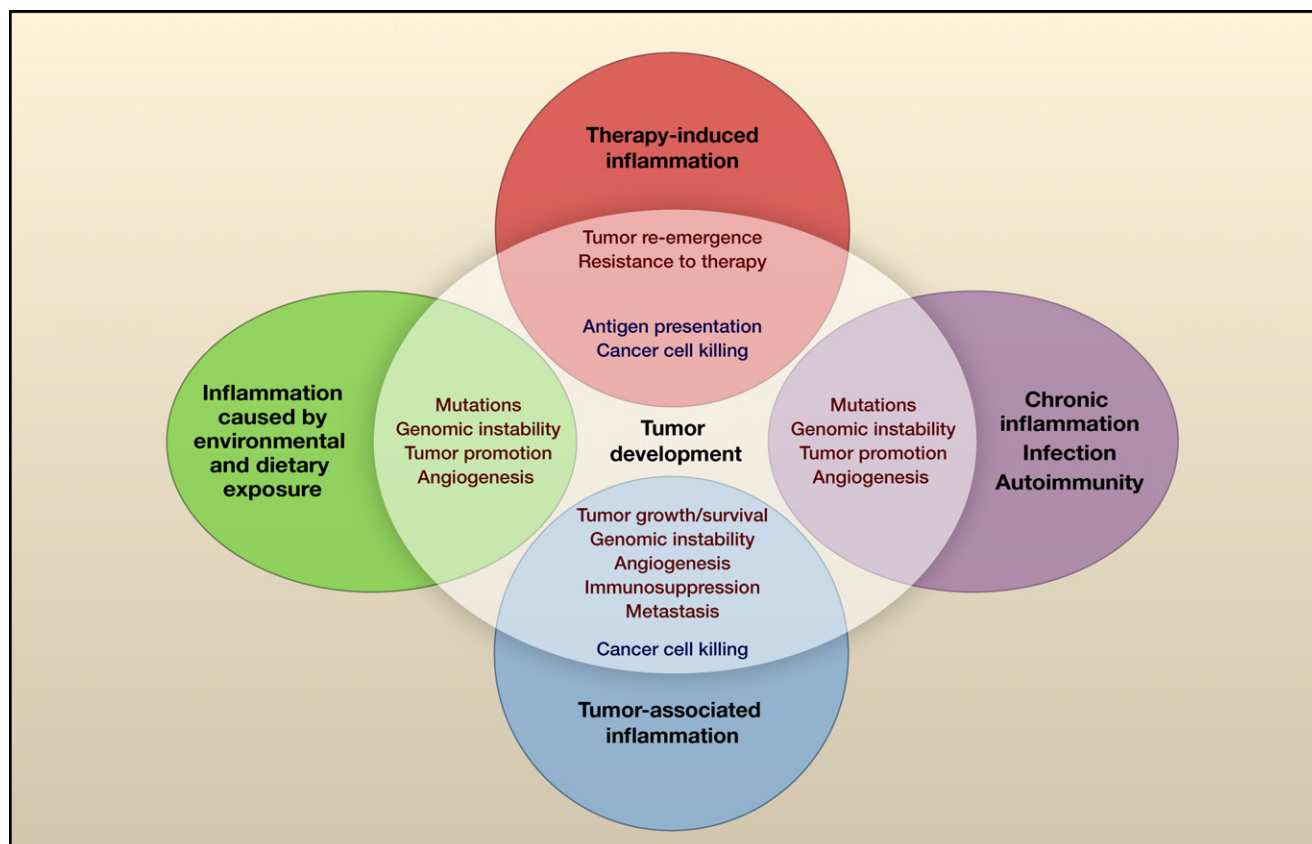 Therapy-induced
inflammation
Tumor re-emergence
Resistance to therapy
Antigen presentation
Cancer cell killing
Inflammation
caused by
environmental
and dietary
exposure
Mutations
Genomic instability
Tumor promotion
Angiogenesis
Tumor
development
Mutations
Genomic instability
Tumor promotion
Angiogenesis
Chronic
inflammation
Infection
Autoimmunity
Tumor growth/survival
Genomic instability
Angiogenesis
Immunosuppression
Metastasis
Cancer cell killing
Tumor-associated
inflammation